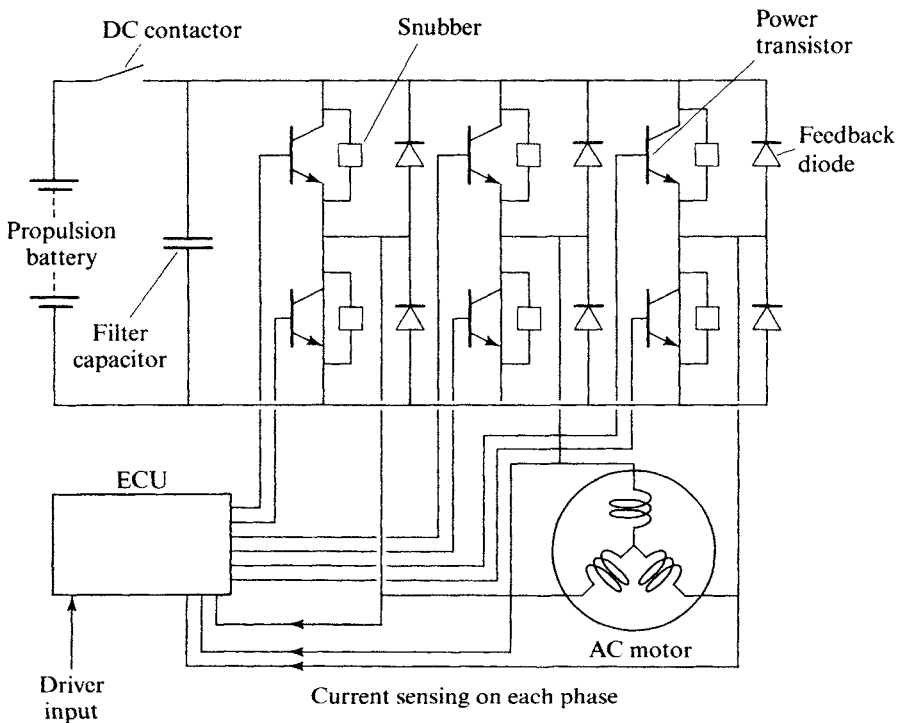 DC contactor
Snubber
Power
transistor
Feedback
diode
Propulsion
battery
Filter
capacitor
ECU
AC motor
Driver
input
Current sensing on each phase